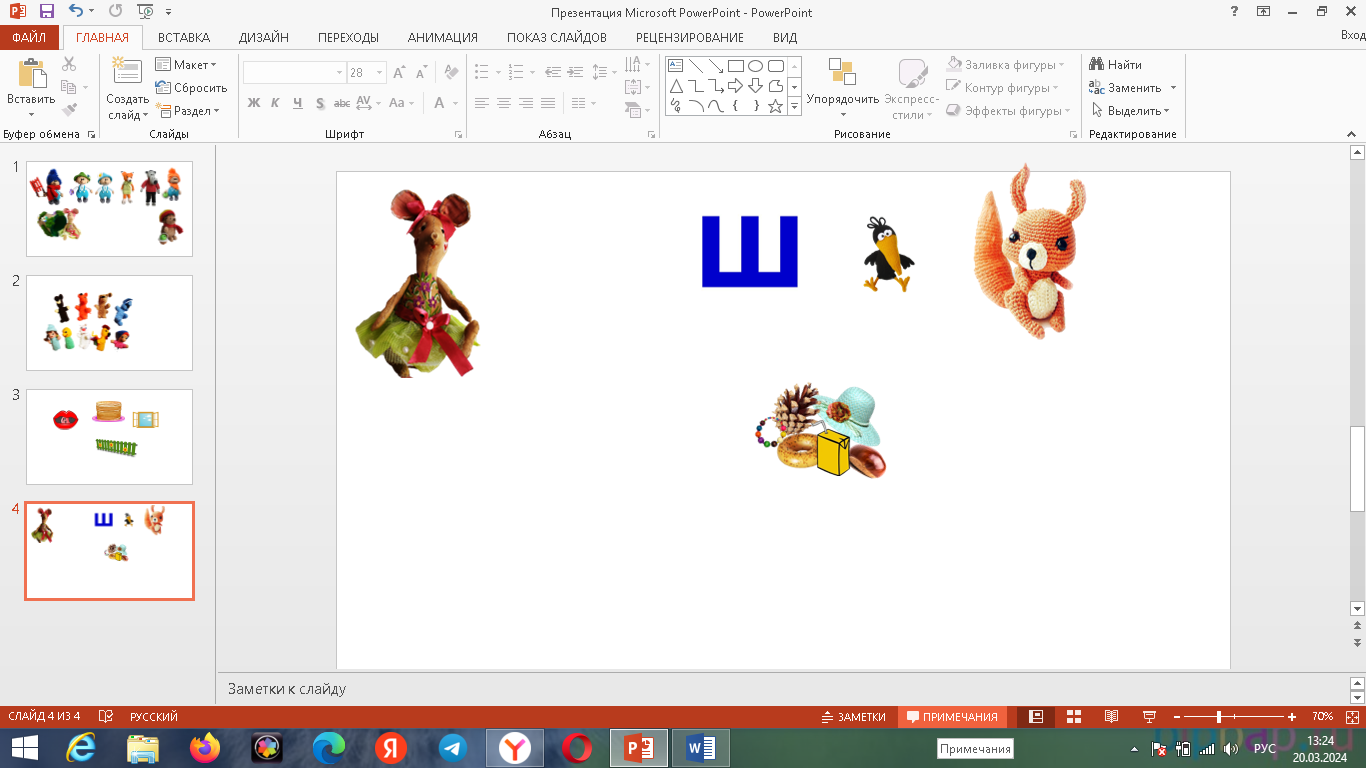 Презентация Microsoft PowerPoint - PowerPoint
?
ФАЙЛ ГЛАВНАЯ ВСТАВКА ДИЗАЙН ПЕРЕХОДЫ АНИМАЦИЯ ПОКАЗ СЛАЙДОВ РЕЦЕНЗИРОВАНИЕ ВИД Вход
Вставить
Буфер обмена
Создать слайд
Макет
Сбросить
Раздел
Слайды
28
Ж К Ч S abc AV Aa A
Шрифт
Абзац
Упорядочить
Экспресс-стили
Заливка фигуры
Контур фигуры
Эффекты фигуры
Рисование
Найти
Заменить
Выделить
Редактирование
1
2
3
4
Ш
Заметки к слайду
СЛАЙД 4 ИЗ 4 РУССКИЙ ЗАМЕТКИ ПРИМЕЧАНИЯ 70%
Примечания
РУС
13:24
20.03.2024